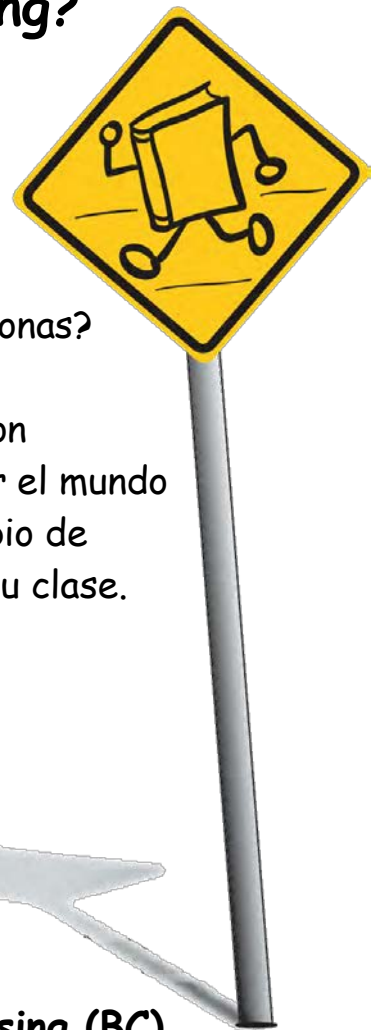 ng?
onas?
on
r el mundo
bio de
u clase.
sing (BC)